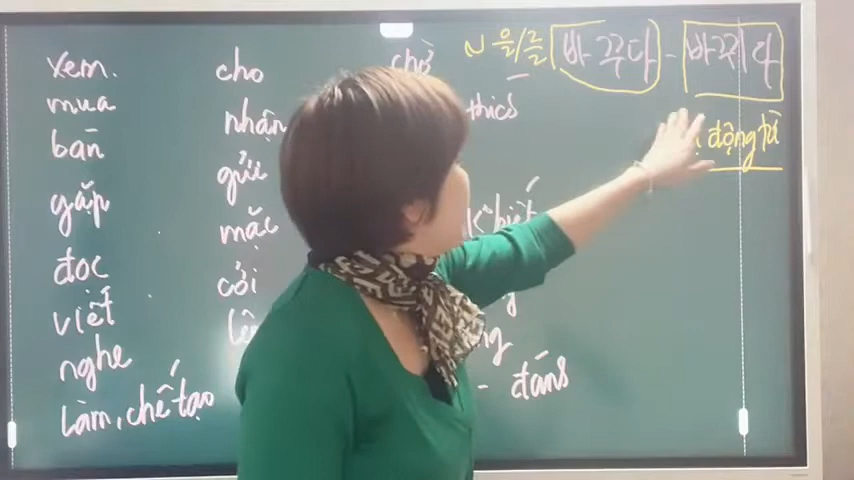 xem.
mua
bán
gặp
đọc
viết
nghe
làm, chế tạo
cho
nhận
gửi
mặc
cởi
chờ
thích
biết
đánh
~ 을/를 바꾸다 - 바뀌다
động từ